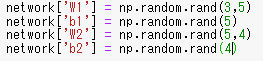 network['W1'] = np.random.rand(3,5)
network['b1'] = np.random.rand(5)
network['W2'] = np.random.rand(5,4)
network['b2'] = np.random.rand(4)